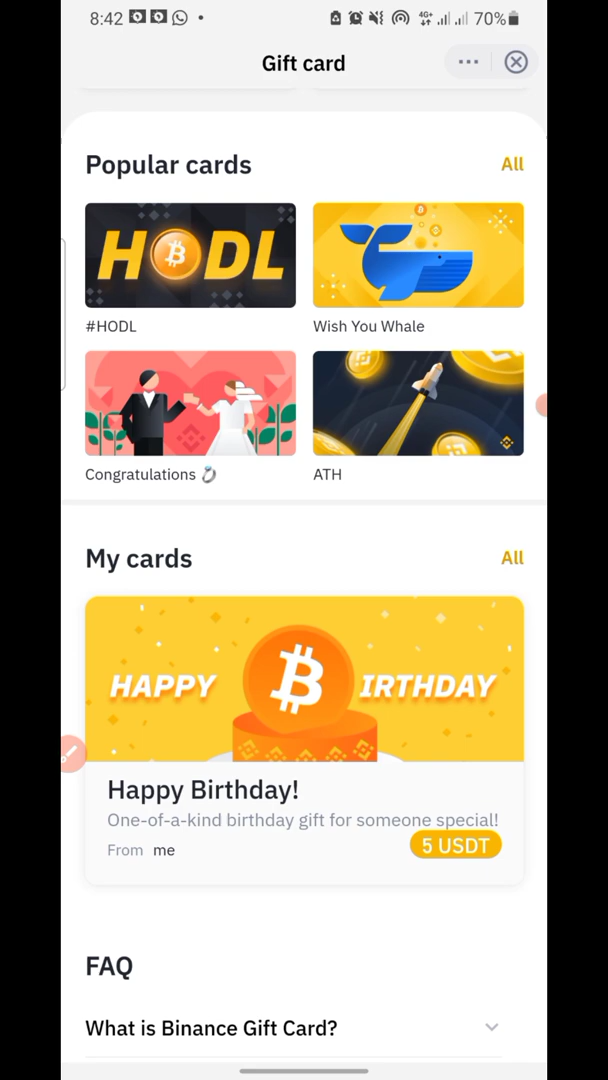 8:42
4G+
70%
Gift card
Popular cards
All
HODL
#HODL
Wish You Whale
Congratulations 💍
ATH
My cards
All
HAPPY BIRTHDAY
Happy Birthday!
One-of-a-kind birthday gift for someone special!
From me
5 USDT
FAQ
What is Binance Gift Card?